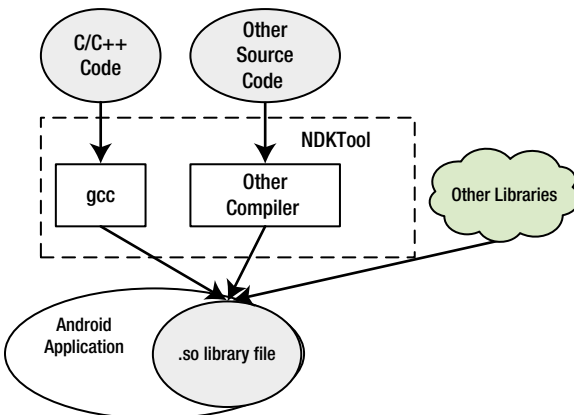 C/C++
Code
Other
Source
Code
NDKTool
gcc
Other
Compiler
Other Libraries
Android
Application
.so library file